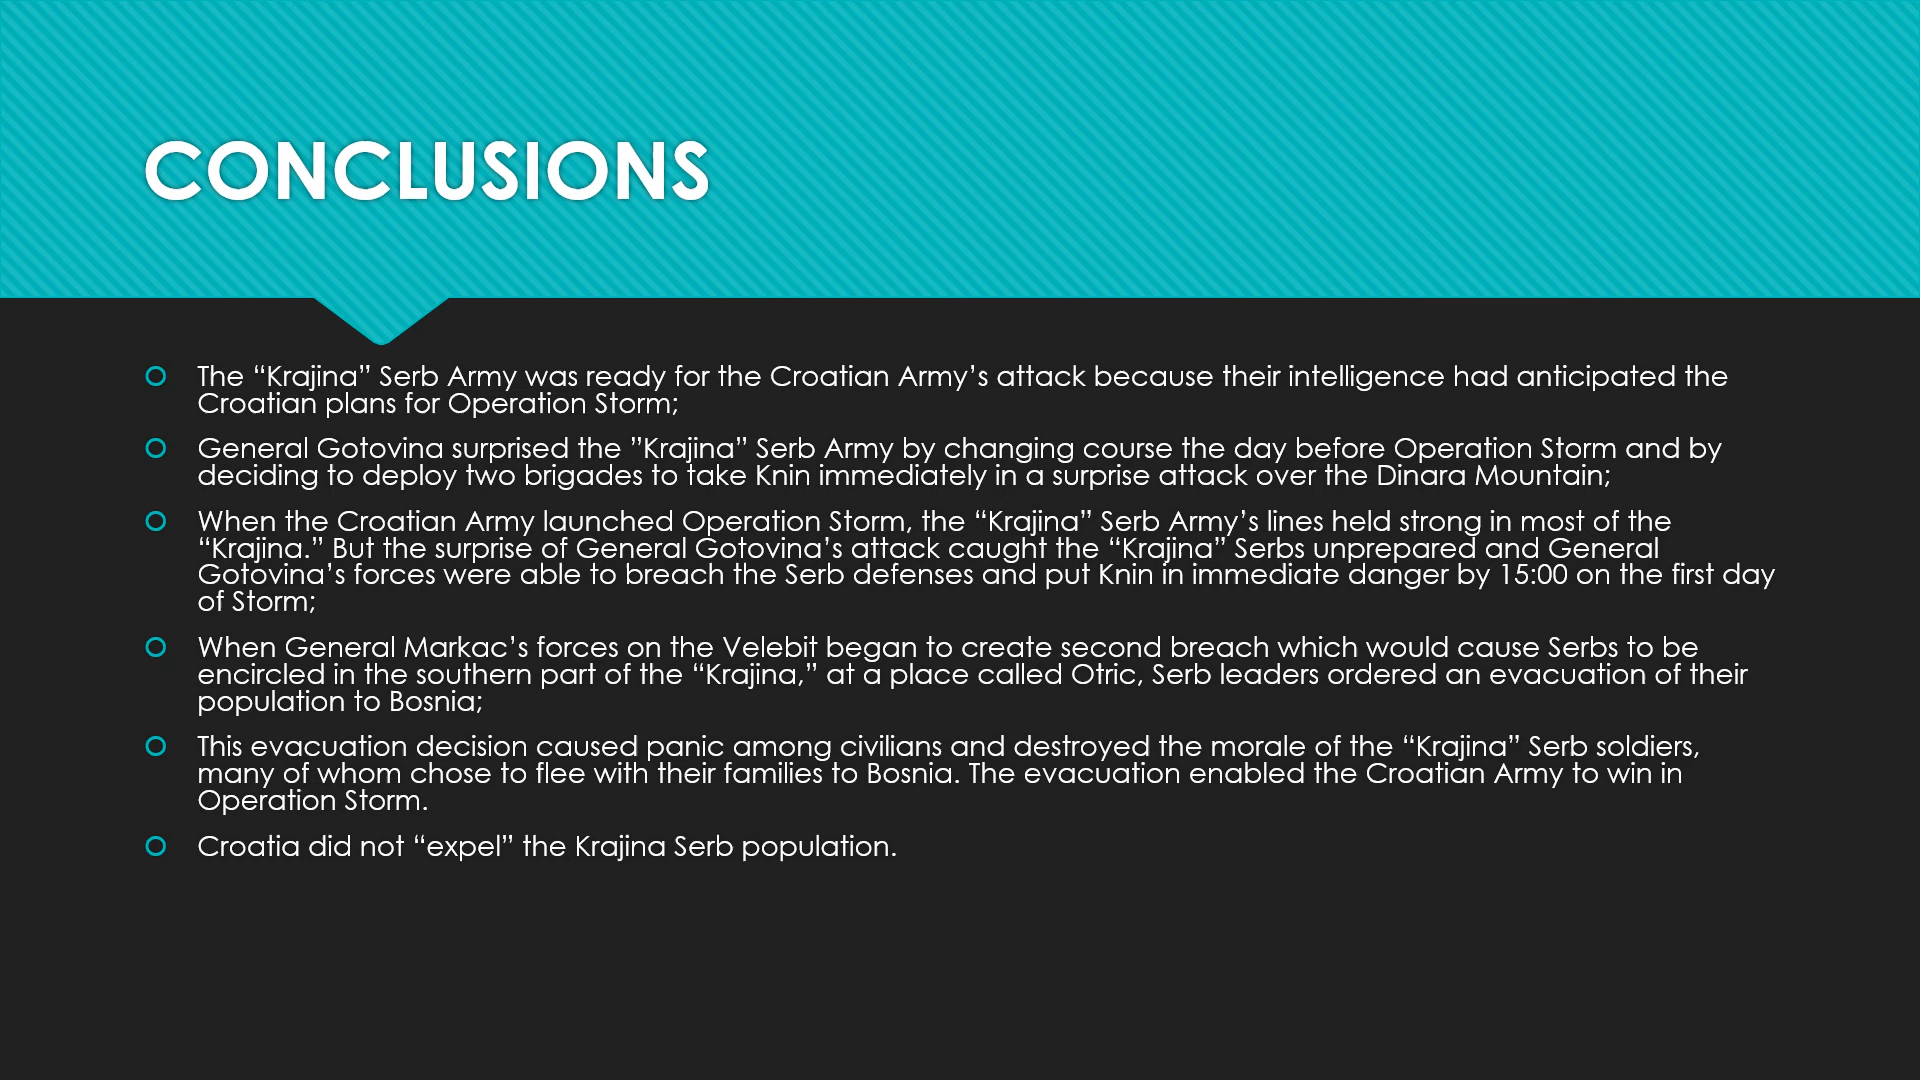 CONCLUSIONS
The “Krajina” Serb Army was ready for the Croatian Army’s attack because their intelligence had anticipated the
Croatian plans for Operation Storm;
General Gotovina surprised the ”Krajina” Serb Army by changing course the day before Operation Storm and by
deciding to deploy two brigades to take Knin immediately in a surprise attack over the Dinara Mountain;
When the Croatian Army launched Operation Storm, the “Krajina” Serb Army’s lines held strong in most of the
“Krajina.” But the surprise of General Gotovina’s attack caught the “Krajina” Serbs unprepared and General
Gotovina’s forces were able to breach the Serb defenses and put Knin in immediate danger by 15:00 on the first day
of Storm;
When General Markac’s forces on the Velebit began to create second breach which would cause Serbs to be
encircled in the southern part of the “Krajina,” at a place called Otric, Serb leaders ordered an evacuation of their
population to Bosnia;
This evacuation decision caused panic among civilians and destroyed the morale of the “Krajina” Serb soldiers,
many of whom chose to flee with their families to Bosnia. The evacuation enabled the Croatian Army to win in
Operation Storm.
Croatia did not “expel” the Krajina Serb population.